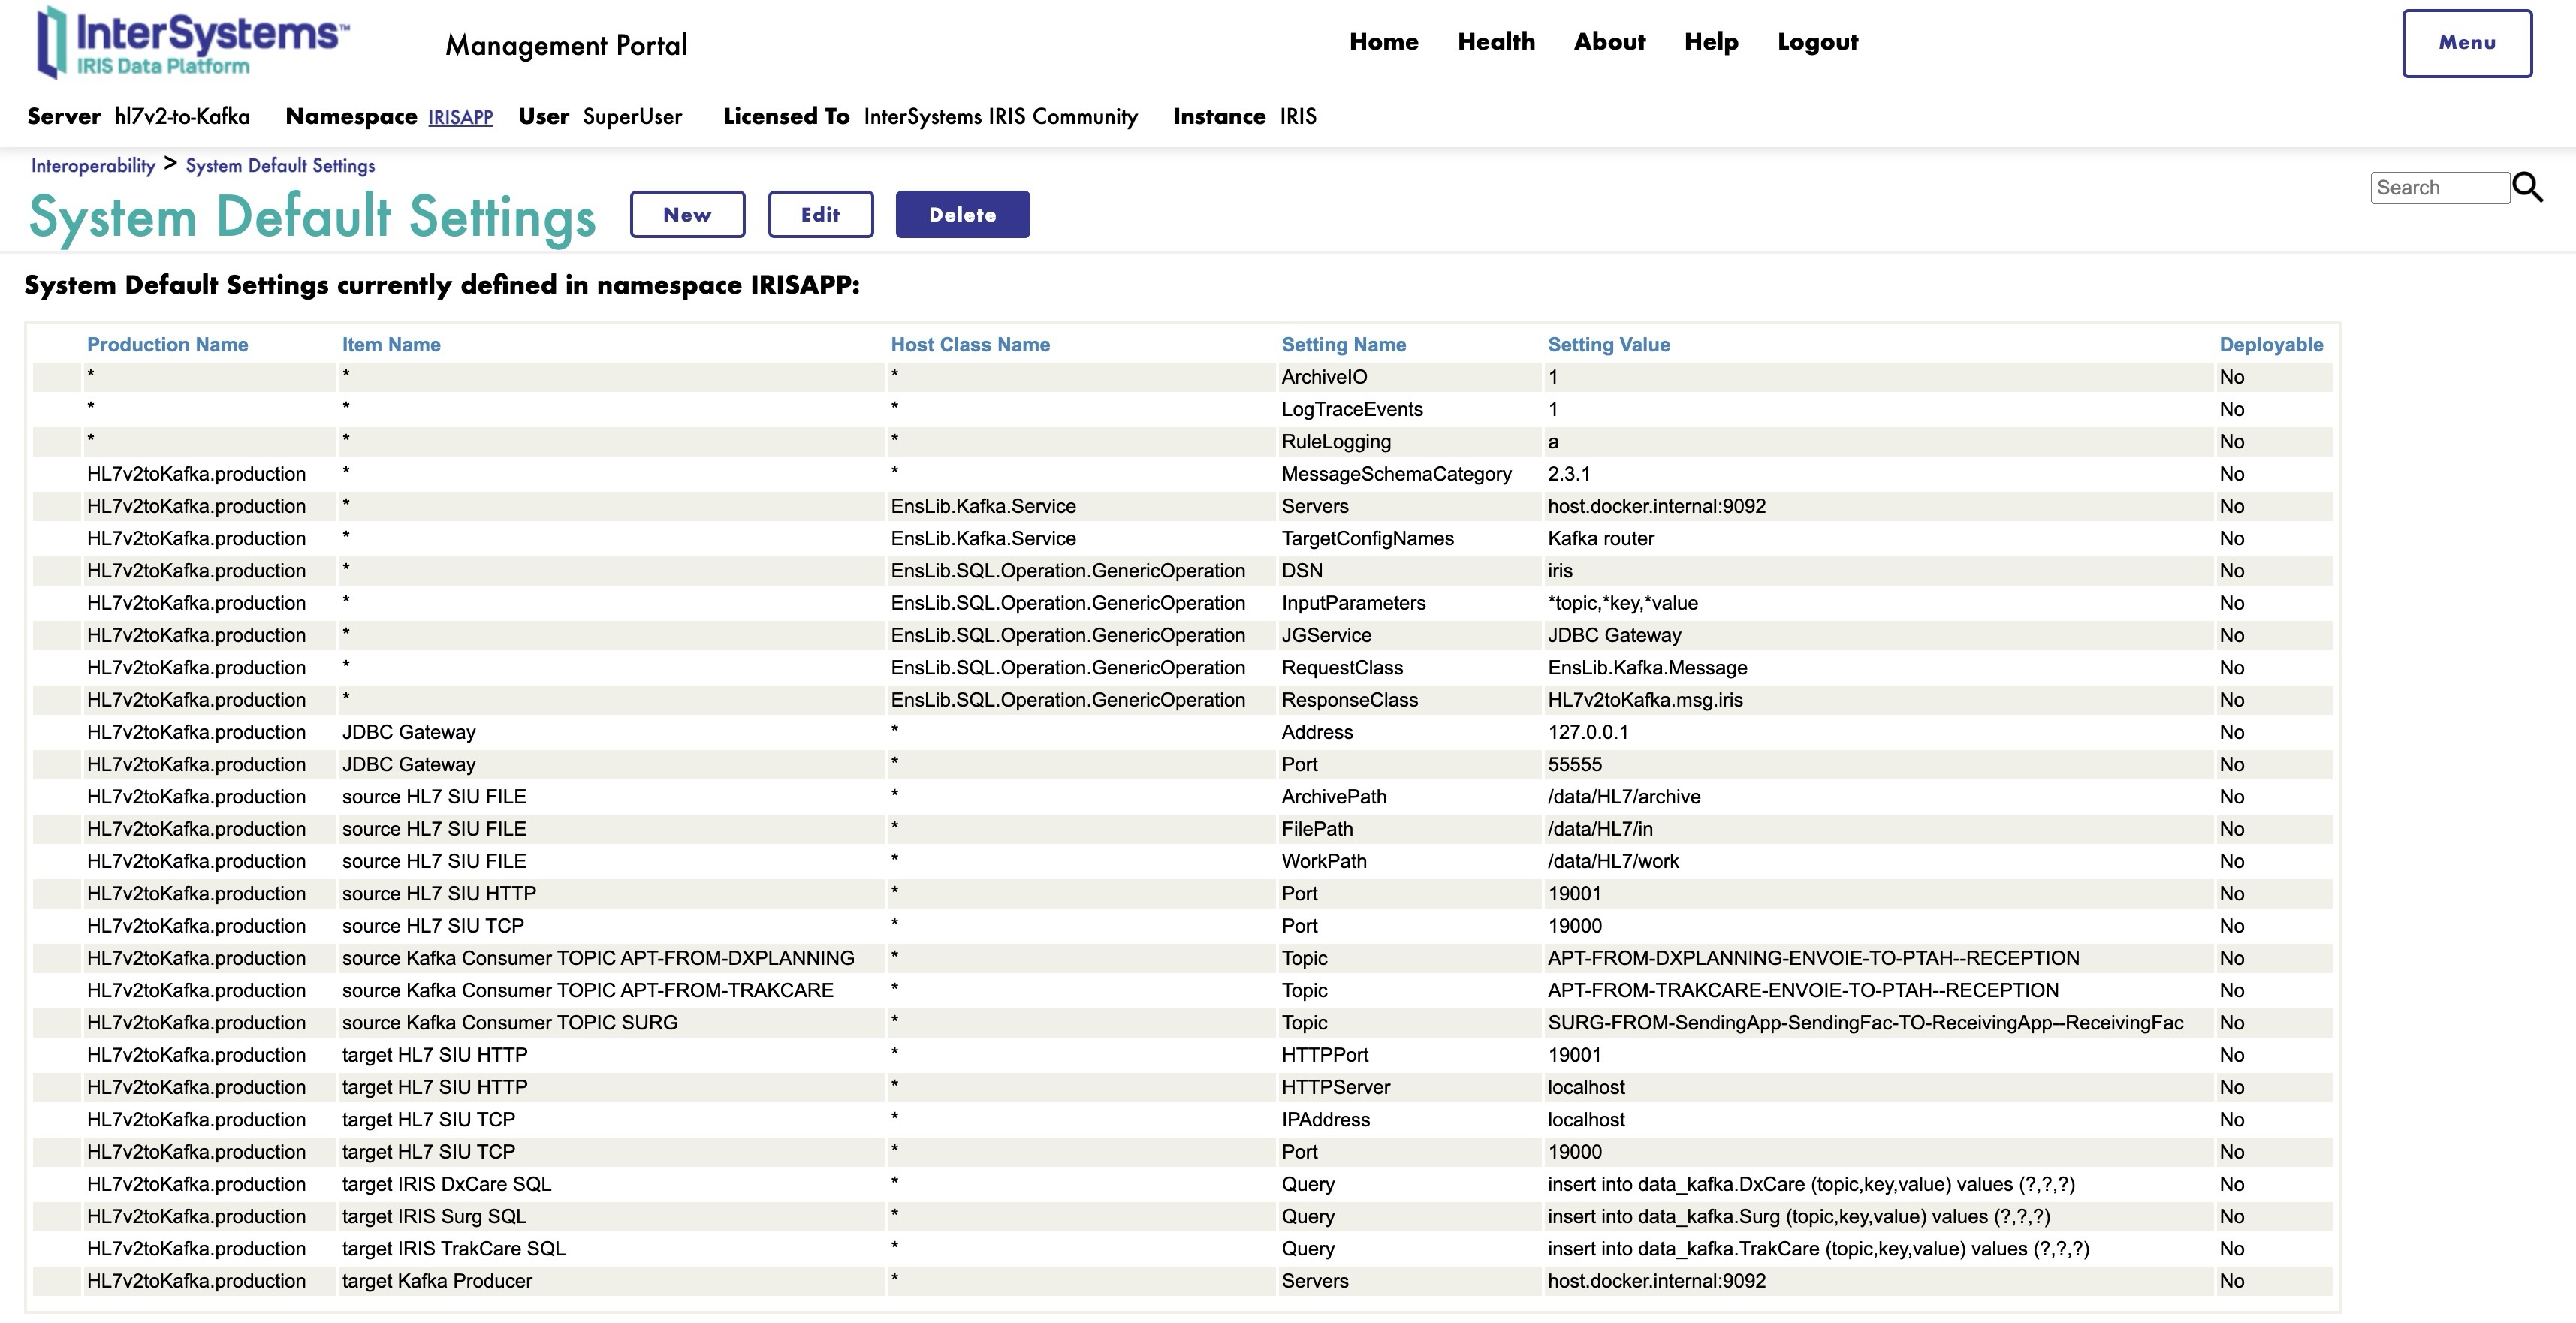 InterSystems™
IRIS Data Platform
Management Portal
Home Health About Help Logout
Menu
Server hl7v2-to-Kafka Namespace IRISAPP User SuperUser Licensed To InterSystems IRIS Community Instance IRIS
Interoperability > System Default Settings
Search
System Default Settings New Edit Delete
System Default Settings currently defined in namespace IRISAPP:
Production Name Item Name Host Class Name Setting Name Setting Value Deployable
* * * ArchiveIO 1 No
* * * LogTraceEvents 1 No
* * * RuleLogging a No
HL7v2toKafka.production * * MessageSchemaCategory 2.3.1 No
HL7v2toKafka.production * EnsLib.Kafka.Service Servers host.docker.internal:9092 No
HL7v2toKafka.production * EnsLib.Kafka.Service TargetConfigNames Kafka router No
HL7v2toKafka.production * EnsLib.SQL.Operation.GenericOperation DSN iris No
HL7v2toKafka.production * EnsLib.SQL.Operation.GenericOperation InputParameters *topic,*key,*value No
HL7v2toKafka.production * EnsLib.SQL.Operation.GenericOperation JGService JDBC Gateway No
HL7v2toKafka.production * EnsLib.SQL.Operation.GenericOperation RequestClass EnsLib.Kafka.Message No
HL7v2toKafka.production * EnsLib.SQL.Operation.GenericOperation ResponseClass HL7v2toKafka.msg.iris No
HL7v2toKafka.production JDBC Gateway * Address 127.0.0.1 No
HL7v2toKafka.production JDBC Gateway * Port 55555 No
HL7v2toKafka.production source HL7 SIU FILE * ArchivePath /data/HL7/archive No
HL7v2toKafka.production source HL7 SIU FILE * FilePath /data/HL7/in No
HL7v2toKafka.production source HL7 SIU FILE * WorkPath /data/HL7/work No
HL7v2toKafka.production source HL7 SIU HTTP * Port 19001 No
HL7v2toKafka.production source HL7 SIU TCP * Port 19000 No
HL7v2toKafka.production source Kafka Consumer TOPIC APT-FROM-DXPLANNING * Topic APT-FROM-DXPLANNING-ENVOIE-TO-PTAH--RECEPTION No
HL7v2toKafka.production source Kafka Consumer TOPIC APT-FROM-TRAKCARE * Topic APT-FROM-TRAKCARE-ENVOIE-TO-PTAH--RECEPTION No
HL7v2toKafka.production source Kafka Consumer TOPIC SURG * Topic SURG-FROM-SendingApp-SendingFac-TO-ReceivingApp--ReceivingFac No
HL7v2toKafka.production target HL7 SIU HTTP * HTTPPort 19001 No
HL7v2toKafka.production target HL7 SIU HTTP * HTTPServer localhost No
HL7v2toKafka.production target HL7 SIU TCP * IPAddress localhost No
HL7v2toKafka.production target HL7 SIU TCP * Port 19000 No
HL7v2toKafka.production target IRIS DxCare SQL * Query insert into data_kafka.DxCare (topic,key,value) values (?,?,?) No
HL7v2toKafka.production target IRIS Surg SQL * Query insert into data_kafka.Surg (topic,key,value) values (?,?,?) No
HL7v2toKafka.production target IRIS TrakCare SQL * Query insert into data_kafka.TrakCare (topic,key,value) values (?,?,?) No
HL7v2toKafka.production target Kafka Producer * Servers host.docker.internal:9092 No